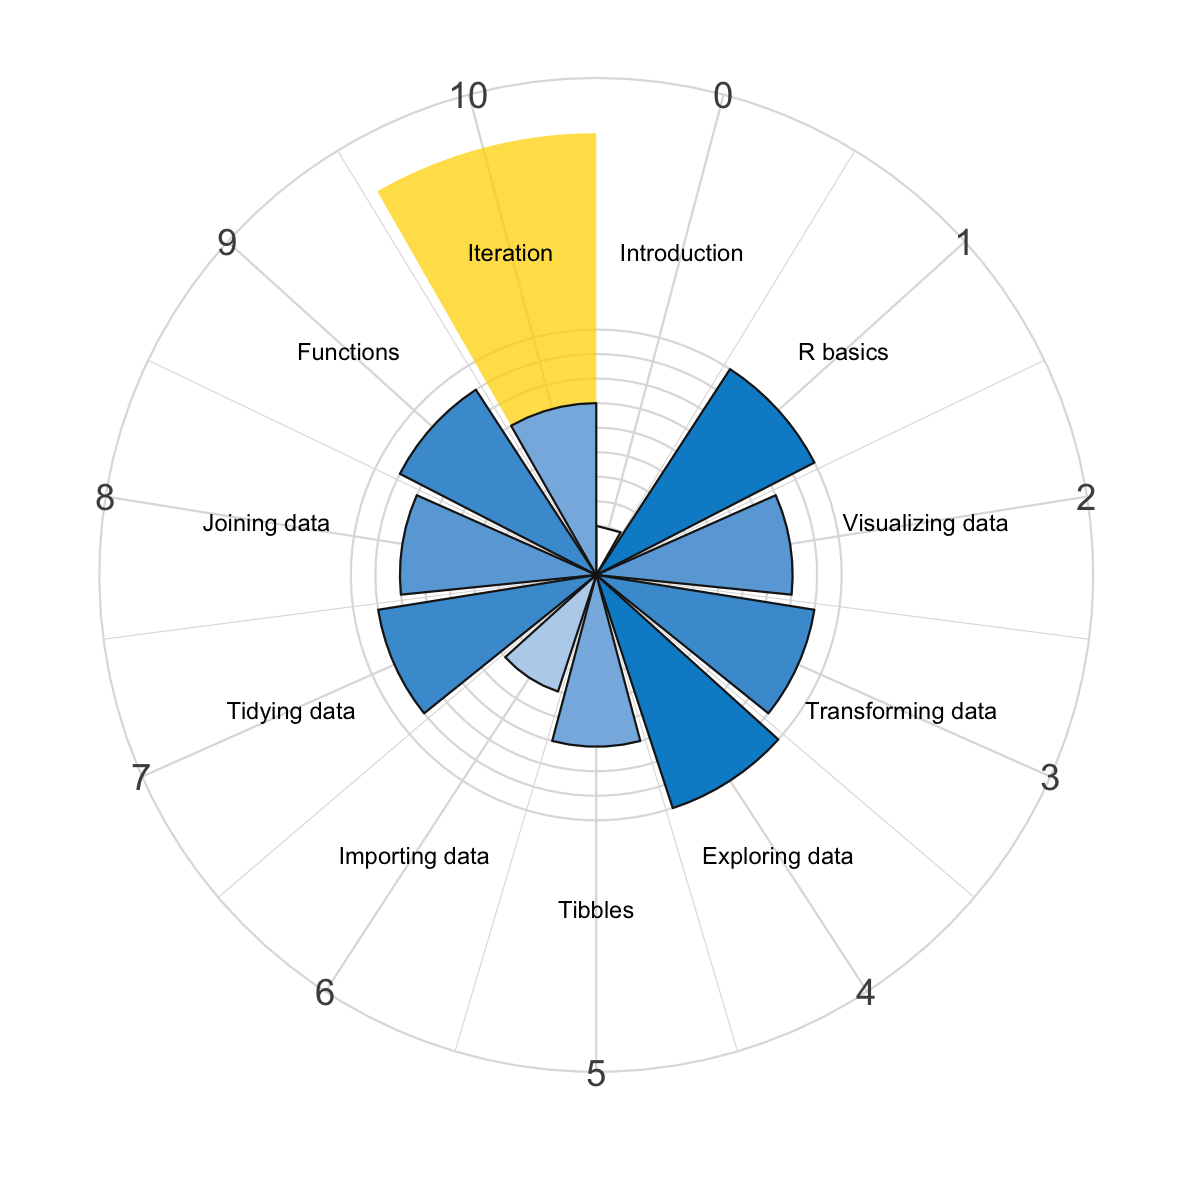 10
0
9
Iteration
Introduction
1
Functions
R basics
8
Joining data
Visualizing data
2
Tidying data
Transforming data
7
3
Importing data
Exploring data
Tibbles
6
4
5